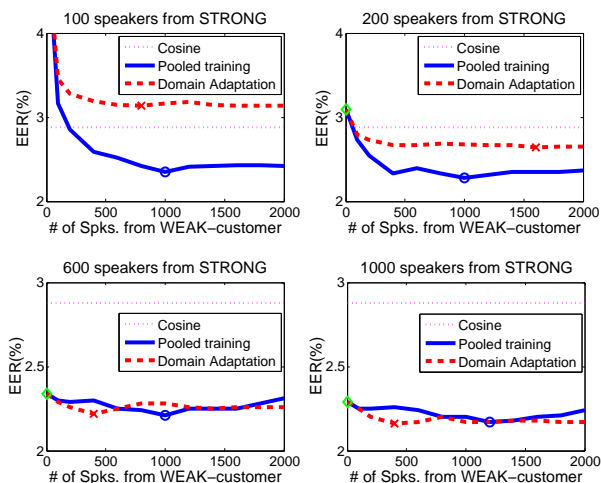 100 speakers from STRONG
200 speakers from STRONG
4
3
2
EER(%)
Cosine
Pooled training
Domain Adaptation
0 500 1000 1500 2000
# of Spks. from WEAK−customer
4
3
2
EER(%)
Cosine
Pooled training
Domain Adaptation
0 500 1000 1500 2000
# of Spks. from WEAK−customer
600 speakers from STRONG
1000 speakers from STRONG
3
2.5
2
EER(%)
Cosine
Pooled training
Domain Adaptation
0 500 1000 1500 2000
# of Spks. from WEAK−customer
3
2.5
2
EER(%)
Cosine
Pooled training
Domain Adaptation
0 500 1000 1500 2000
# of Spks. from WEAK−customer